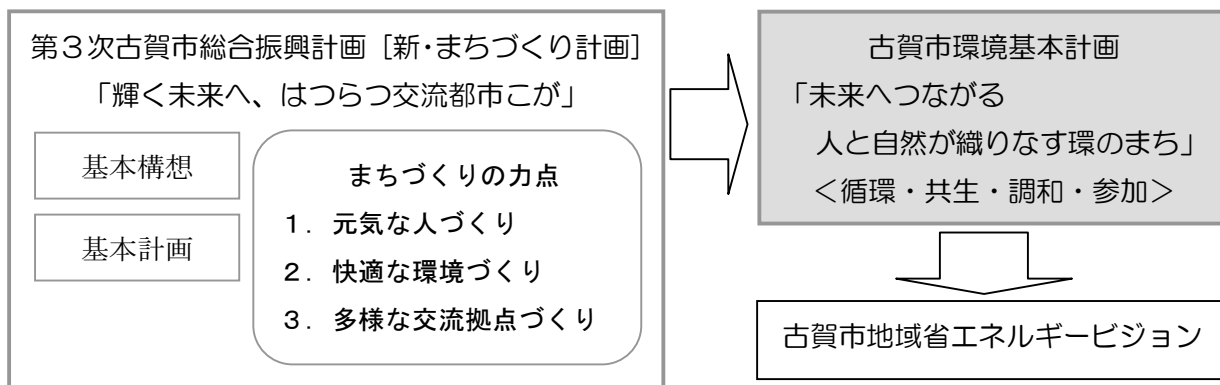 第３次古賀市総合振興計画［新・まちづくり計画］
「輝く未来へ、はつらつ交流都市こが」
基本構想
基本計画
まちづくりの力点
１．元気な人づくり
２．快適な環境づくり
３．多様な交流拠点づくり
古賀市環境基本計画
「未来へつながる
人と自然が織りなす環のまち」
＜循環・共生・調和・参加＞
古賀市地域省エネルギービジョン